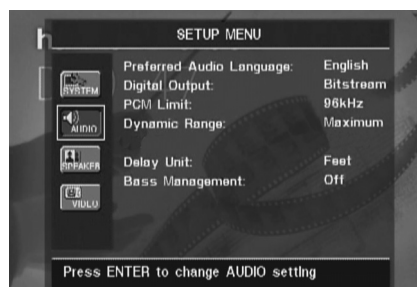 SETUP MENU
Preferred Audio Language: English
Digital Output: Bitstream
PCM Limit: 96kHz
Dynamic Range: Maximum
Delay Unit: Feet
Bass Management: Off
SYSTEM
AUDIO
SPEAKER
VIDEO
Press ENTER to change AUDIO setting